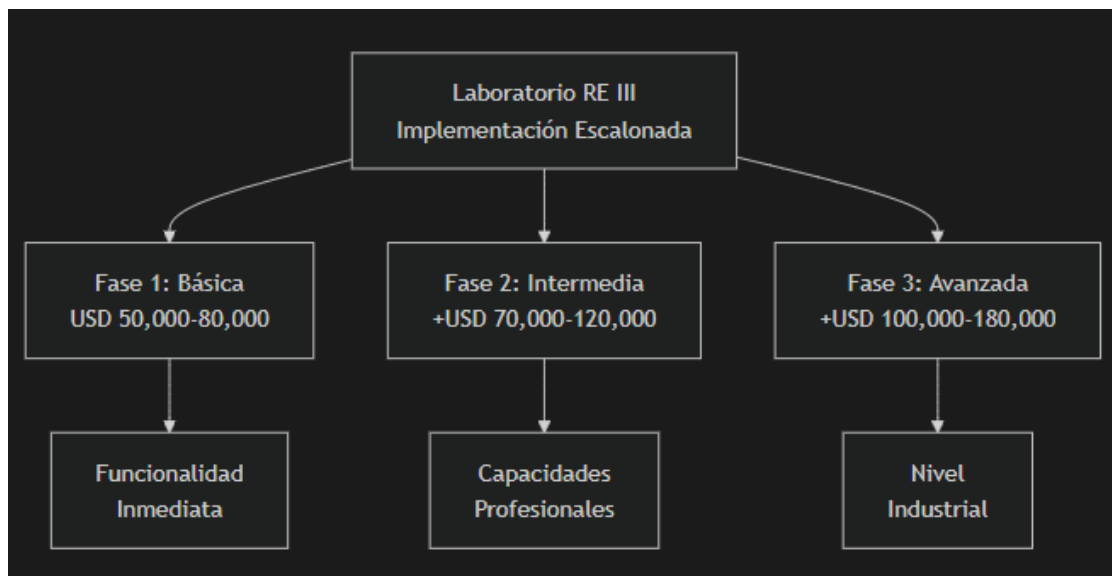 Laboratorio RE III
Implementación Escalonada
Fase 1: Básica
USD 50,000-80,000
Fase 2: Intermedia
+USD 70,000-120,000
Fase 3: Avanzada
+USD 100,000-180,000
Funcionalidad
Inmediata
Capacidades
Profesionales
Nivel
Industrial